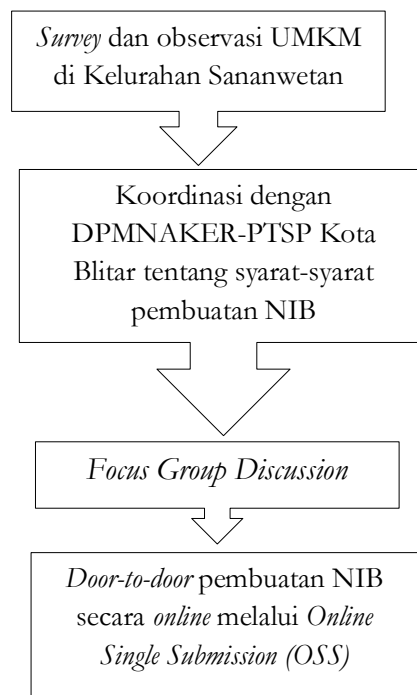 Survey dan observasi UMKM
di Kelurahan Sananwetan
Koordinasi dengan
DPMNAKER-PTSP Kota
Blitar tentang syarat-syarat
pembuatan NIB
Focus Group Discussion
Door-to-door pembuatan NIB
secara online melalui Online
Single Submission (OSS)